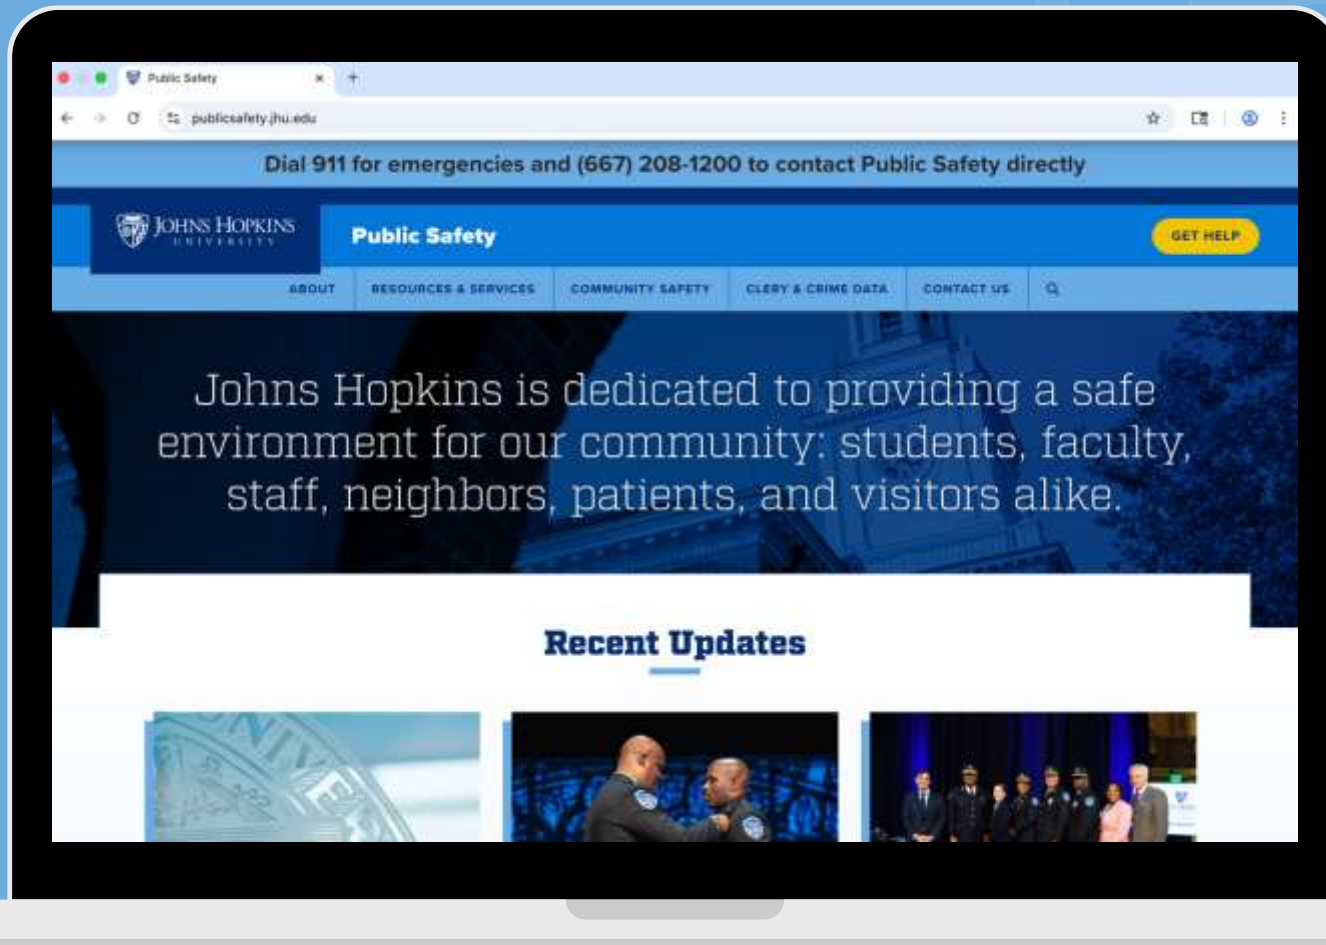 Public Safety
publicsafety.jhu.edu
Dial 911 for emergencies and (667) 208-1200 to contact Public Safety directly
JOHNS HOPKINS
UNIVERSITY
Public Safety
GET HELP
ABOUT
RESOURCES & SERVICES
COMMUNITY SAFETY
CLERY & CRIME DATA
CONTACT US
Johns Hopkins is dedicated to providing a safe
environment for our community: students, faculty,
staff, neighbors, patients, and visitors alike.
Recent Updates